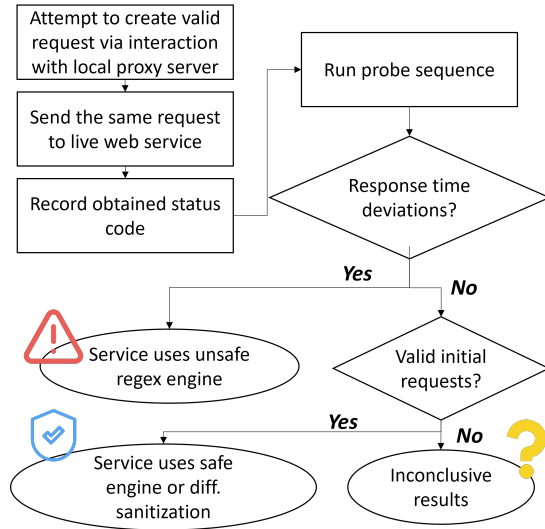 Attempt to create valid
request via interaction
with local proxy server
Send the same request
to live web service
Record obtained status
code
Run probe sequence
Response time
deviations?
Yes
No
Service uses unsafe
regex engine
Valid initial
requests?
Yes
No
Service uses safe
engine or diff.
sanitization
Inconclusive
results